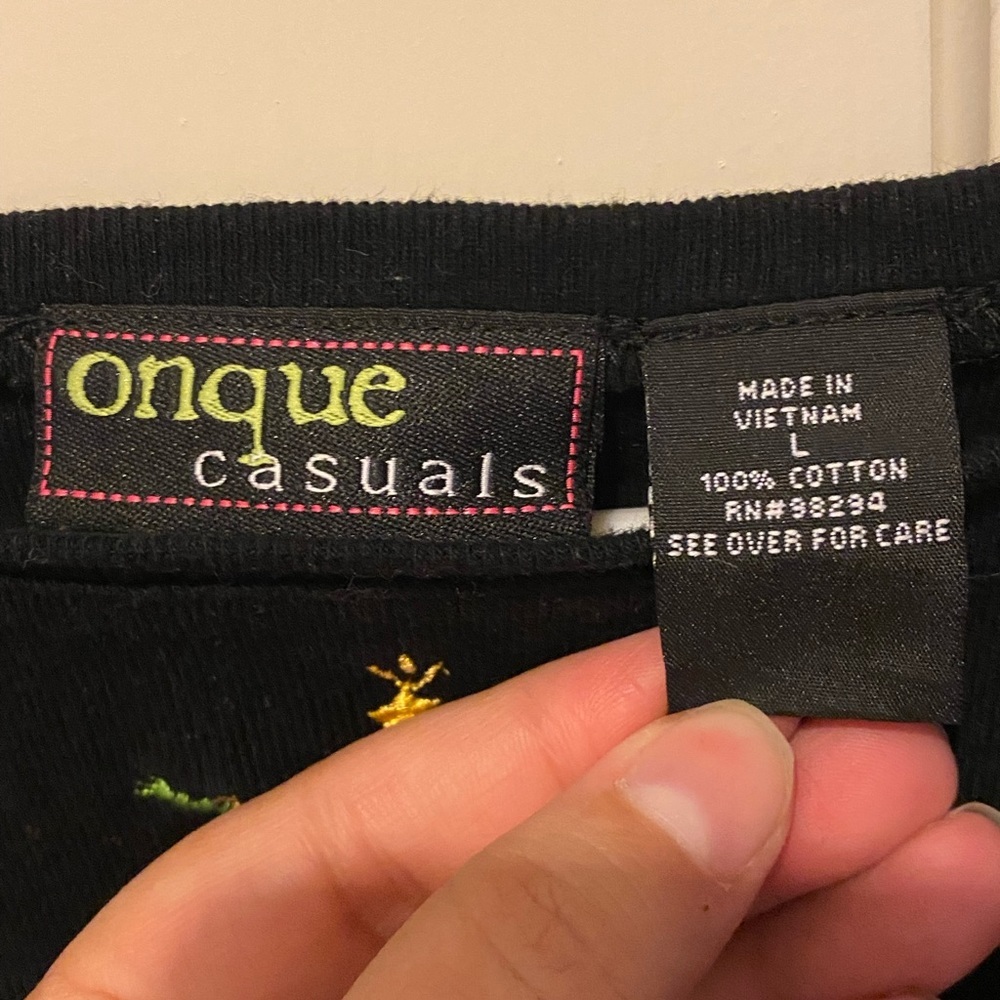 onque
casuals
MADE IN
VIETNAM
L
100% COTTON
RN#98294
SEE OVER FOR CARE